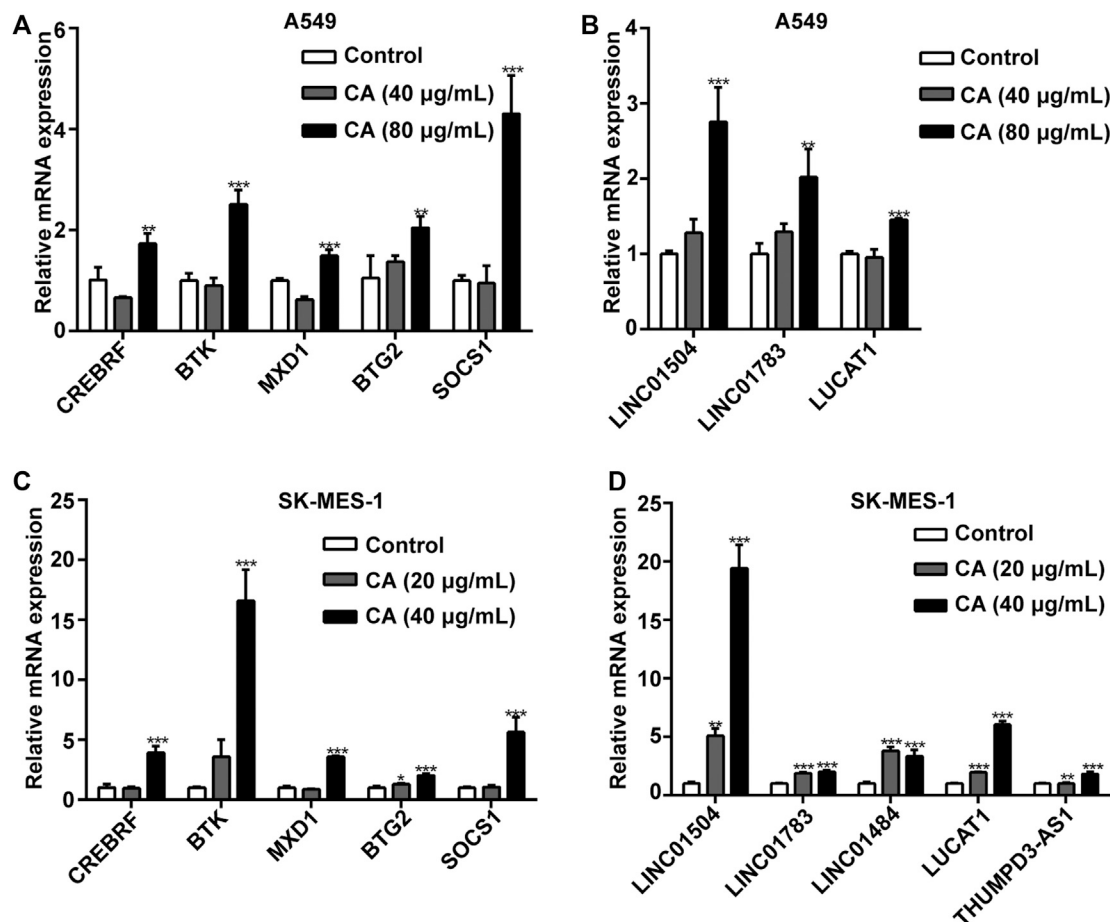 A
A549
Relative mRNA expression
6
4
2
0
Control
CA (40 µg/mL)
CA (80 µg/mL)
**
***
***
**
***
CREBRF
BTK
MXD1
BTG2
SOCS1
B
A549
Relative mRNA expression
4
3
2
1
0
Control
CA (40 µg/mL)
CA (80 µg/mL)
***
**
***
LINC01504
LINC01783
LUCAT1
C
SK-MES-1
Relative mRNA expression
25
20
15
10
5
0
Control
CA (20 µg/mL)
CA (40 µg/mL)
***
***
***
*
***
***
CREBRF
BTK
MXD1
BTG2
SOCS1
D
SK-MES-1
Relative mRNA expression
25
20
15
10
5
0
Control
CA (20 µg/mL)
CA (40 µg/mL)
**
***
***
***
***
***
***
***
**
***
LINC01504
LINC01783
LINC01484
LUCAT1
THUMPD3-AS1